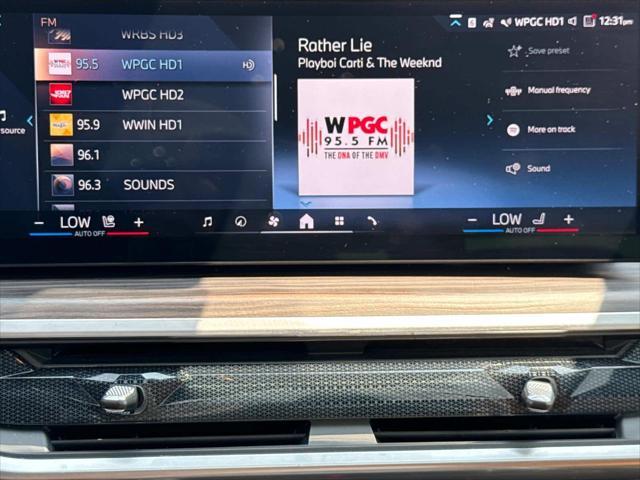 FM
WPGC HD1
12:31pm
WRBS HD3
95.5 WPGC HD1
WPGC HD2
95.9 WWIN HD1
96.1
96.3 SOUNDS
source
Rather Lie
Playboi Carti & The Weeknd
WPGC
95.5 FM
THE DNA OF THE DMV
Save preset
Manual frequency
More on track
Sound
− LOW +
AUTO OFF
− LOW +
AUTO OFF